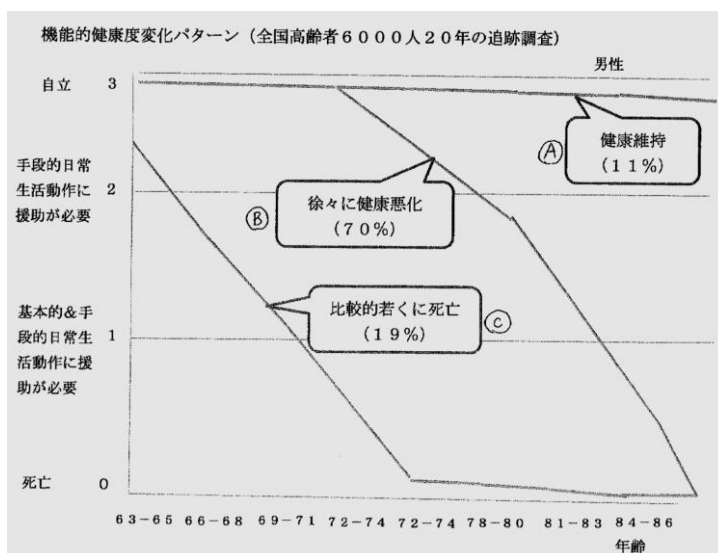 機能的健康度変化パターン（全国高齢者６０００人２０年の追跡調査）
男性
自立 3
手段的日常
生活動作に
援助が必要
2
基本的＆手
段的日常生
活動作に援
助が必要
1
死亡 0
Ⓐ
健康維持
（１１％）
Ⓑ
徐々に健康悪化
（７０％）
比較的若くに死亡
（１９％）
Ⓒ
６３－６５ ６６－６８ ６９－７１ ７２－７４ ７２－７４ ７８－８０ ８１－８３ ８４－８６
年齢